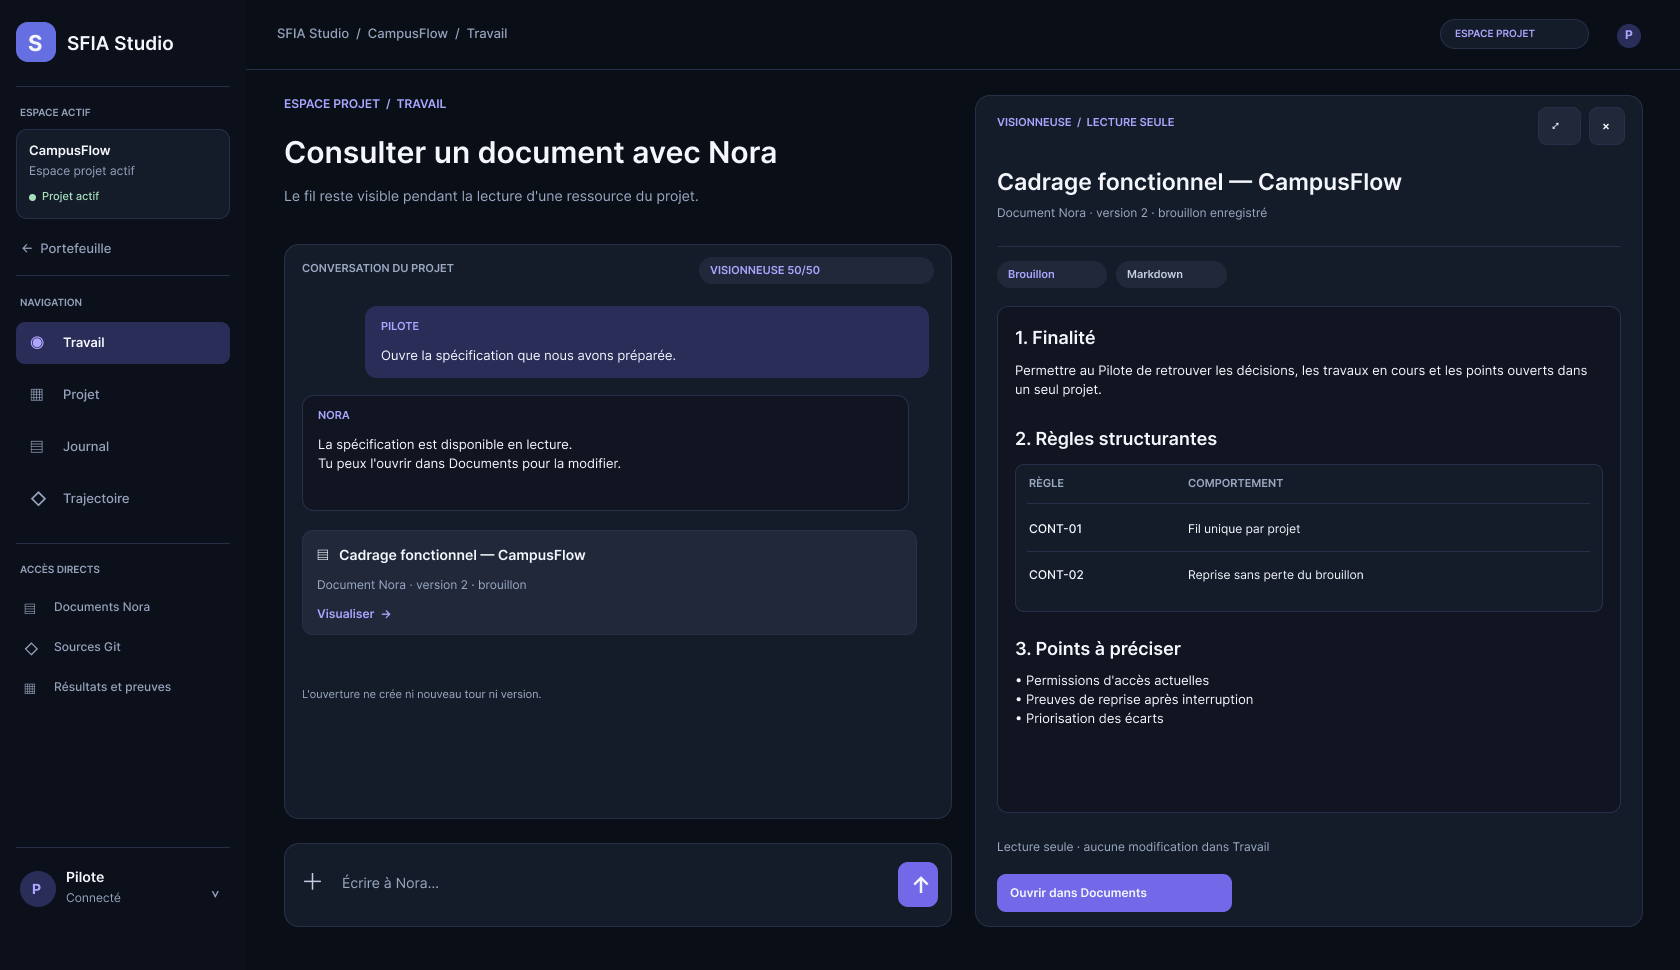 S SFIA Studio
ESPACE ACTIF
CampusFlow
Espace projet actif
Projet actif
← Portefeuille
NAVIGATION
Travail
Projet
Journal
Trajectoire
ACCÈS DIRECTS
Documents Nora
Sources Git
Résultats et preuves
P
Pilote
Connecté
SFIA Studio / CampusFlow / Travail
ESPACE PROJET
P
ESPACE PROJET / TRAVAIL
Consulter un document avec Nora
Le fil reste visible pendant la lecture d'une ressource du projet.
CONVERSATION DU PROJET
VISIONNEUSE 50/50
PILOTE
Ouvre la spécification que nous avons préparée.
NORA
La spécification est disponible en lecture.
Tu peux l'ouvrir dans Documents pour la modifier.
Cadrage fonctionnel — CampusFlow
Document Nora · version 2 · brouillon
Visualiser →
L'ouverture ne crée ni nouveau tour ni version.
Écrire à Nora...
VISIONNEUSE / LECTURE SEULE
Cadrage fonctionnel — CampusFlow
Document Nora · version 2 · brouillon enregistré
Brouillon
Markdown
1. Finalité
Permettre au Pilote de retrouver les décisions, les travaux en cours et les points ouverts dans
un seul projet.
2. Règles structurantes
RÈGLE COMPORTEMENT
CONT-01 Fil unique par projet
CONT-02 Reprise sans perte du brouillon
3. Points à préciser
• Permissions d'accès actuelles
• Preuves de reprise après interruption
• Priorisation des écarts
Lecture seule · aucune modification dans Travail
Ouvrir dans Documents